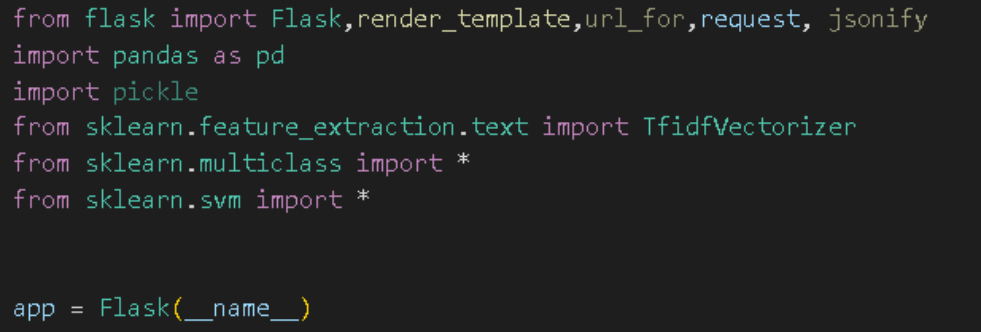 from flask import Flask,render_template,url_for,request, jsonify
import pandas as pd
import pickle
from sklearn.feature_extraction.text import TfidfVectorizer
from sklearn.multiclass import *
from sklearn.svm import *
app = Flask(__name__)